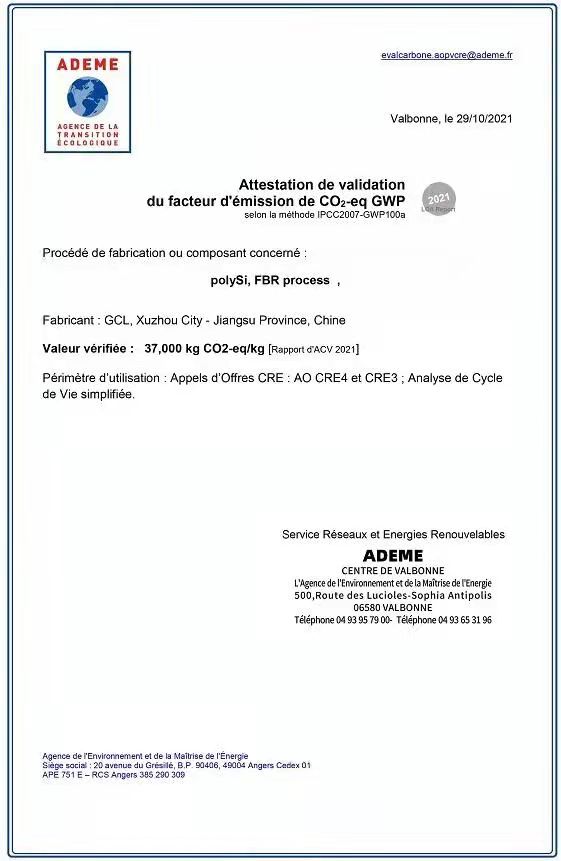 ADEME
AGENCE DE LA
TRANSITION
ÉCOLOGIQUE
evalcarbone.aopvcre@ademe.fr
Valbonne, le 29/10/2021
Attestation de validation
du facteur d'émission de CO2-eq GWP
selon la méthode IPCC2007-GWP100a
2021
LCA Report
Procédé de fabrication ou composant concerné :
polySi, FBR process ,
Fabricant : GCL, Xuzhou City - Jiangsu Province, Chine
Valeur vérifiée : 37,000 kg CO2-eq/kg [Rapport d'ACV 2021]
Périmètre d'utilisation : Appels d'Offres CRE : AO CRE4 et CRE3 ; Analyse de Cycle
de Vie simplifiée.
Service Réseaux et Energies Renouvelables
ADEME
CENTRE DE VALBONNE
L'Agence de l'Environnement et de la Maîtrise de l'Energie
500,Route des Lucioles-Sophia Antipolis
06580 VALBONNE
Téléphone 04 93 95 79 00- Téléphone 04 93 65 31 96
Agence de l'Environnement et de la Maîtrise de l'Énergie
Siège social : 20 avenue du Grésillé, B.P. 90406, 49004 Angers Cedex 01
APE 751 E – RCS Angers 385 290 309